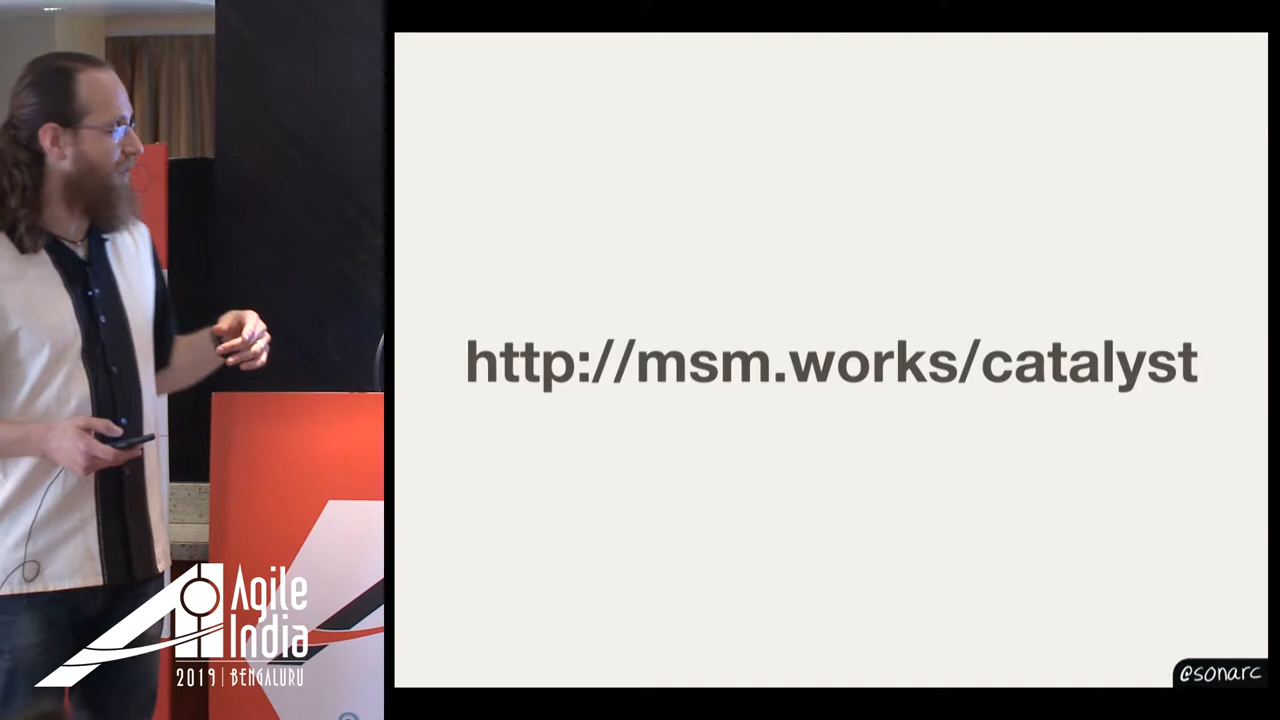 http://msm.works/catalyst
@sonarc
Agile
India
2019 | BENGALURU